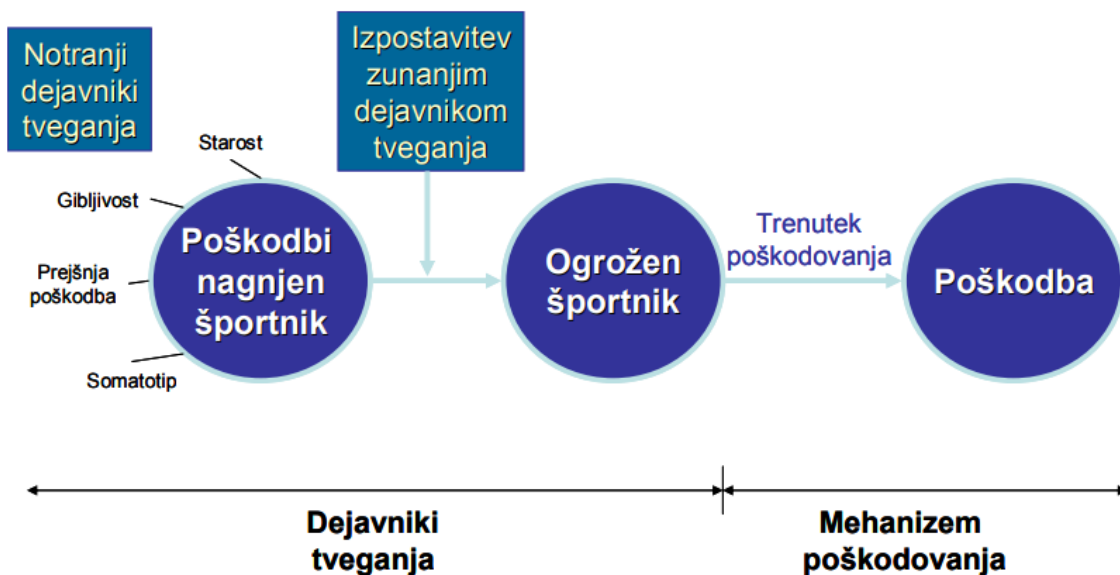 Notranji
dejavniki
tveganja
Izpostavitev
zunanjim
dejavnikom
tveganja
Starost
Gibljivost
Prejšnja
poškodba
Somatotip
Poškodbi
nagnjen
športnik
Ogrožen
športnik
Trenutek
poškodovanja
Poškodba
Dejavniki
tveganja
Mehanizem
poškodovanja